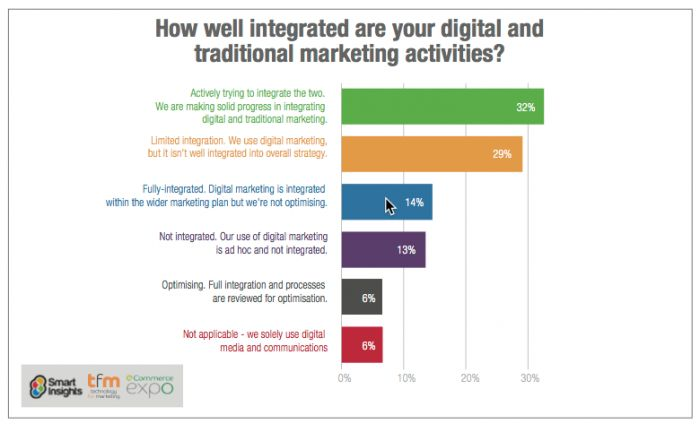 How well integrated are your digital and
traditional marketing activities?
Actively trying to integrate the two.
We are making solid progress in integrating
digital and traditional marketing.
32%
Limited integration. We use digital marketing,
but it isn't well integrated into overall strategy.
29%
Fully-integrated. Digital marketing is integrated
within the wider marketing plan but we're not optimising.
14%
Not integrated. Our use of digital marketing
is ad hoc and not integrated.
13%
Optimising. Full integration and processes
are reviewed for optimisation.
6%
Not applicable - we solely use digital
media and communications
6%
0%
10%
20%
30%
Smart
Insights
tfm
technology
for marketing
eCommerce
expo